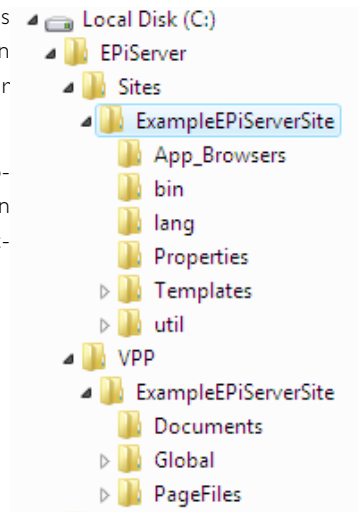 Local Disk (C:)
EPiServer
Sites
ExampleEPiServerSite
App_Browsers
bin
lang
Properties
Templates
util
VPP
ExampleEPiServerSite
Documents
Global
PageFiles